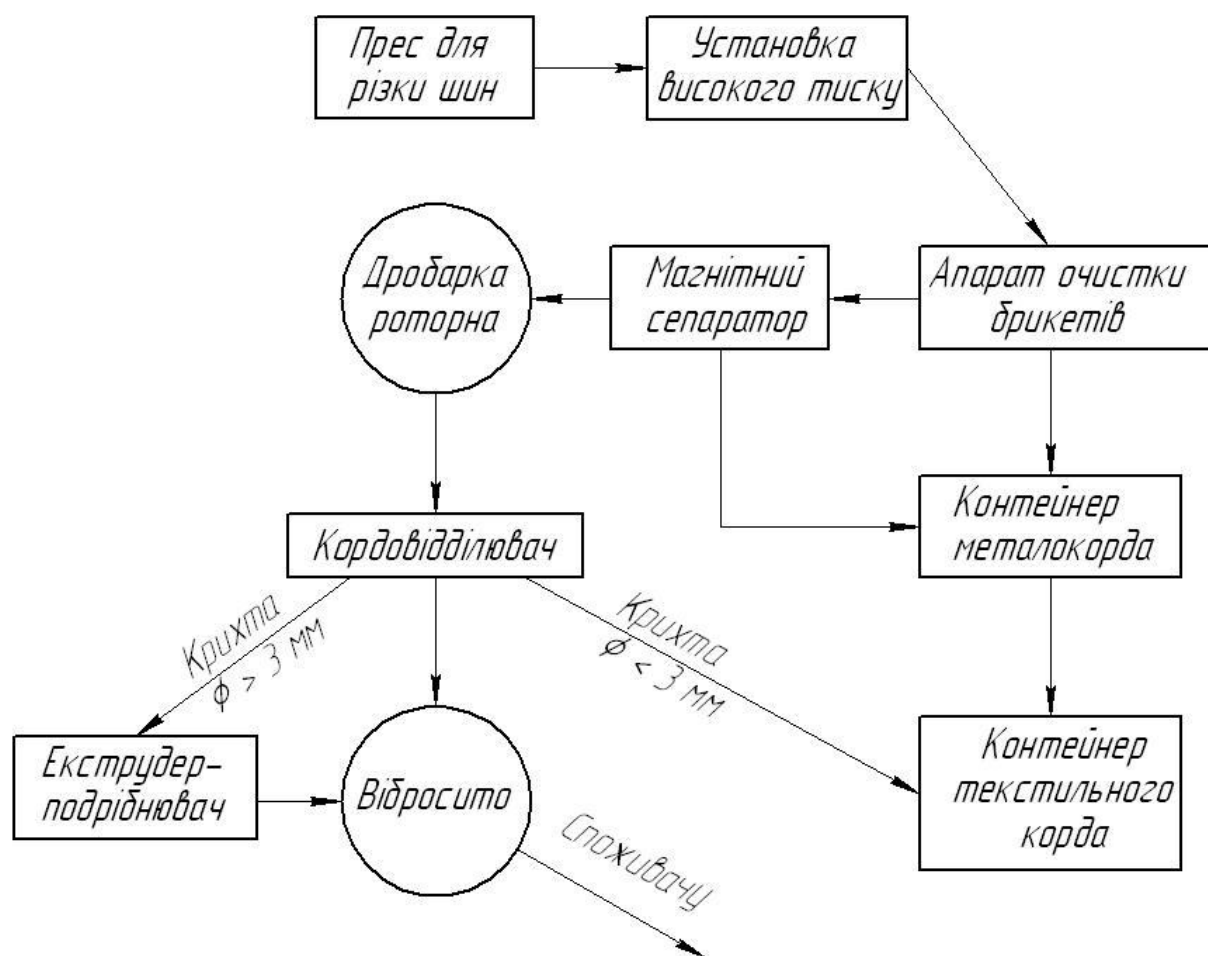 Прес для
різки шин
Установка
високого тиску
Дробарка
роторна
Магнітний
сепаратор
Апарат очистки
брикетів
Контейнер
металокорда
Кордовідділювач
Крихта
ϕ > 3 мм
Крихта
ϕ < 3 мм
Екструдер-
подрібнювач
Вібросито
Контейнер
текстильного
корда
Споживачу